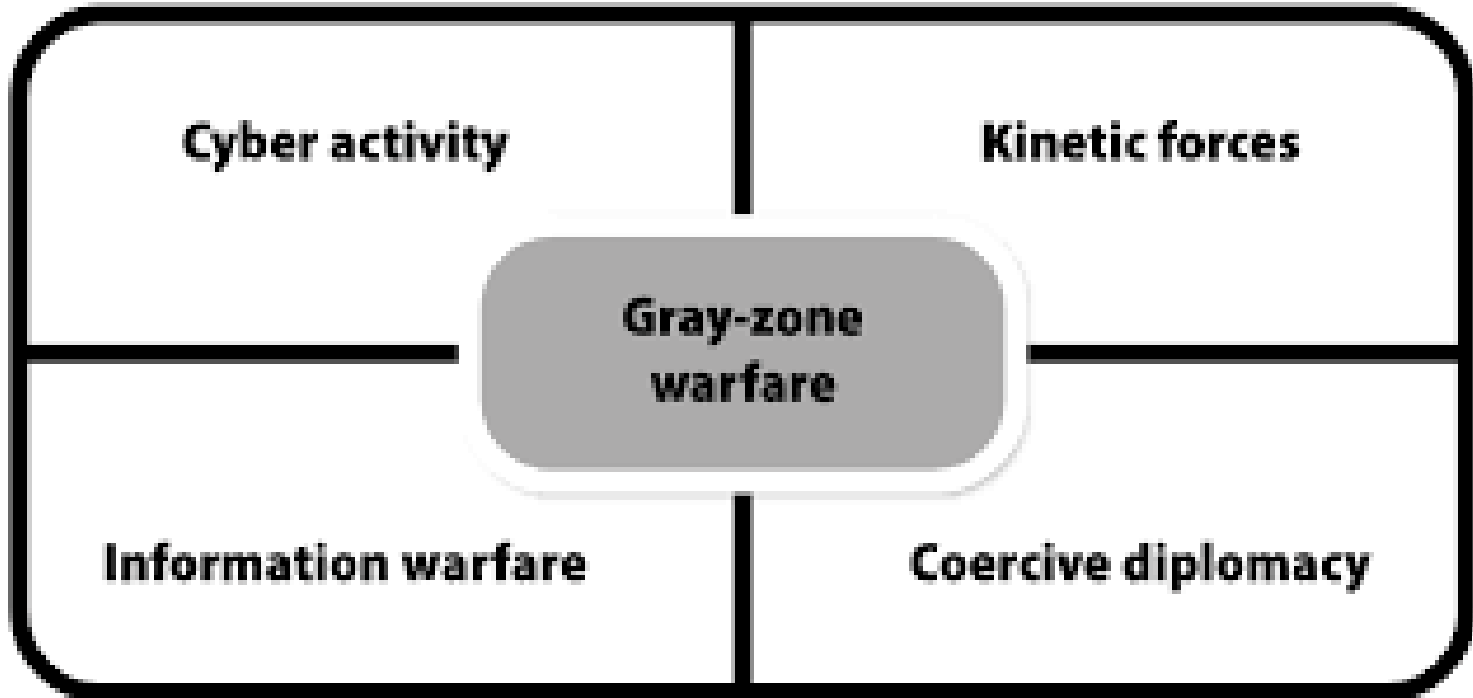 Cyber activity
Kinetic forces
Gray-zone
warfare
Information warfare
Coercive diplomacy